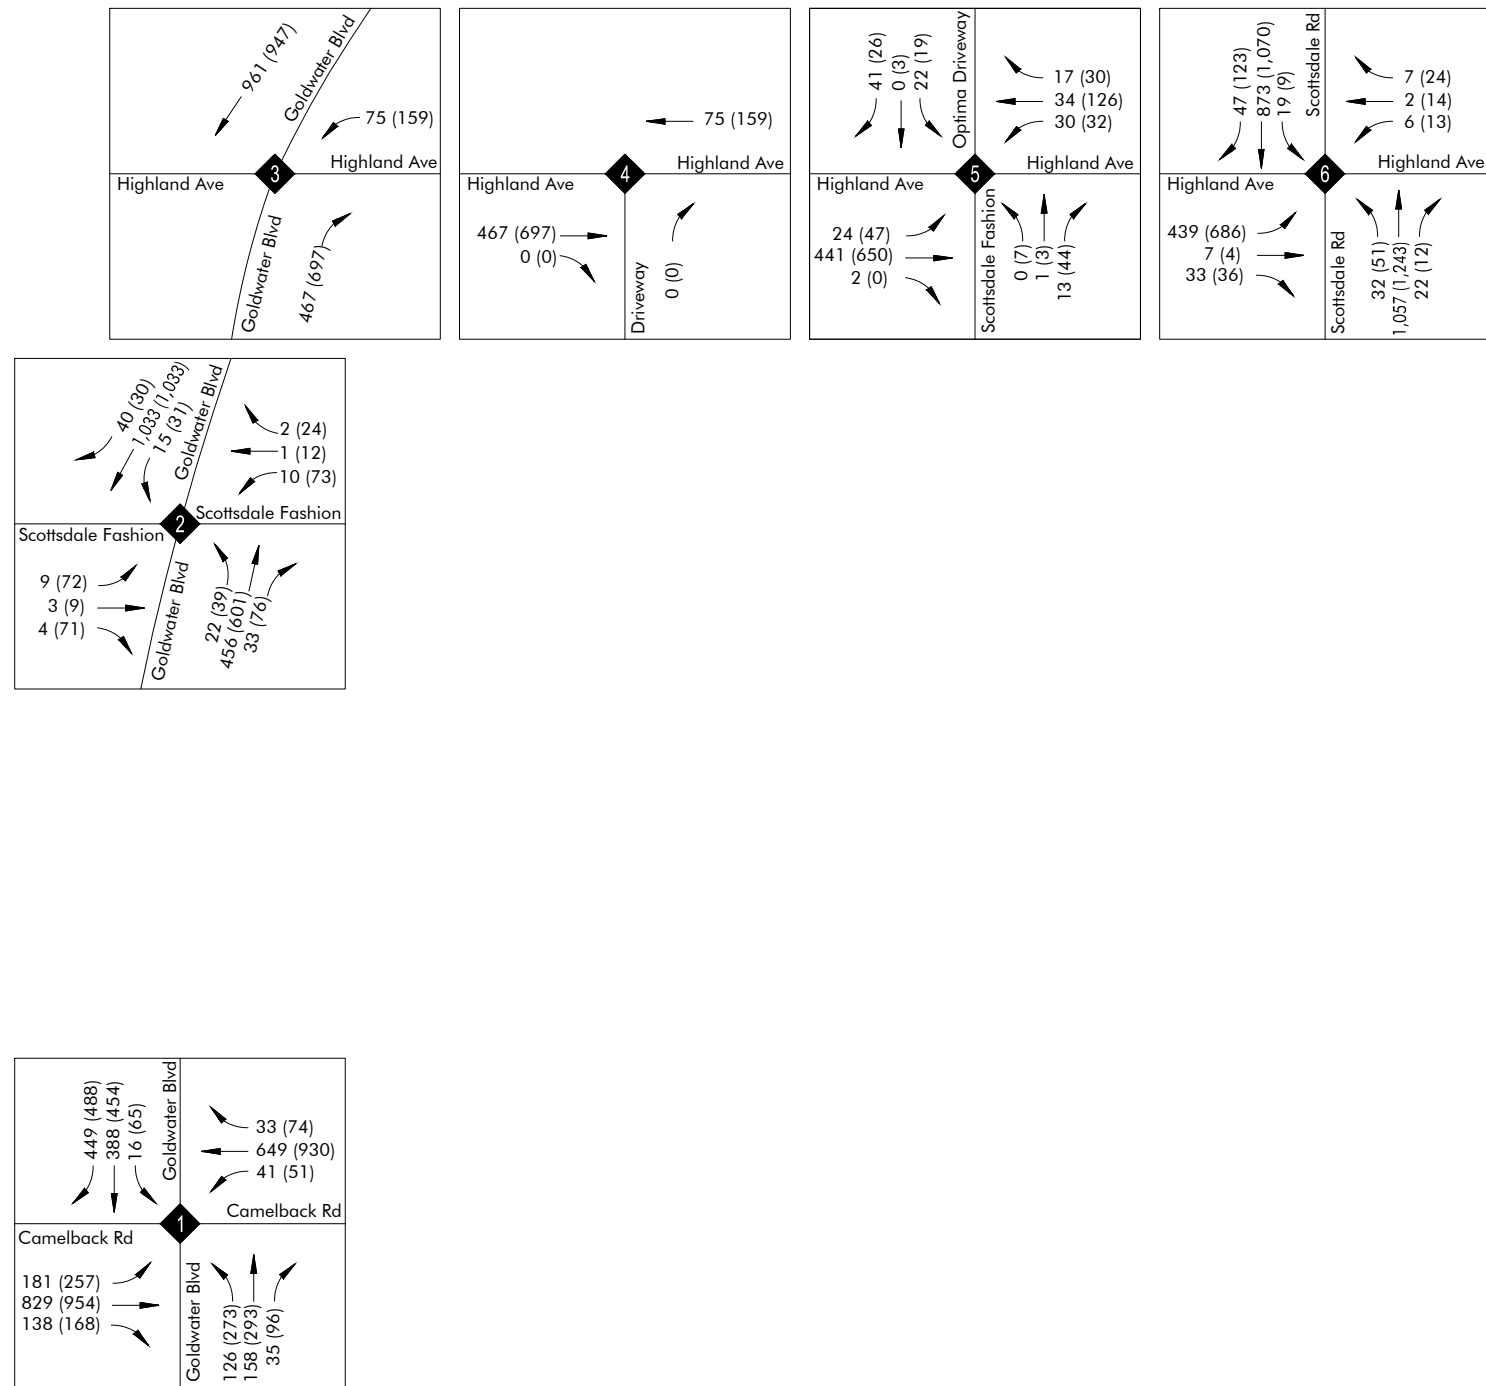 961 (947)
Goldwater Blvd
75 (159)
Highland Ave
Highland Ave
3
Goldwater Blvd
467 (697)
75 (159)
Highland Ave
Highland Ave
4
467 (697)
0 (0)
Driveway
0 (0)
41 (26)
0 (3)
22 (19)
Optima Driveway
17 (30)
34 (126)
30 (32)
Highland Ave
Highland Ave
5
24 (47)
441 (650)
2 (0)
Scottsdale Fashion
0 (7)
1 (3)
13 (44)
47 (123)
873 (1,070)
19 (9)
Scottsdale Rd
7 (24)
2 (14)
6 (13)
Highland Ave
Highland Ave
6
439 (686)
7 (4)
33 (36)
Scottsdale Rd
32 (51)
1,057 (1,243)
22 (12)
40 (30)
1,033 (1,033)
15 (31)
Goldwater Blvd
2 (24)
1 (12)
10 (73)
Scottsdale Fashion
Scottsdale Fashion
2
9 (72)
3 (9)
4 (71)
Goldwater Blvd
22 (39)
456 (601)
33 (76)
449 (488)
388 (454)
16 (65)
Goldwater Blvd
33 (74)
649 (930)
41 (51)
Camelback Rd
Camelback Rd
1
181 (257)
829 (954)
138 (168)
Goldwater Blvd
126 (273)
158 (293)
35 (96)